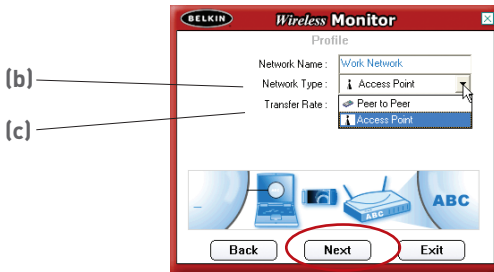 BELKIN Wireless Monitor
Profile
Network Name : Work Network
(b) Network Type : Access Point
Transfer Rate : Peer to Peer
(c) Access Point
ABC
ABC
Back Next Exit